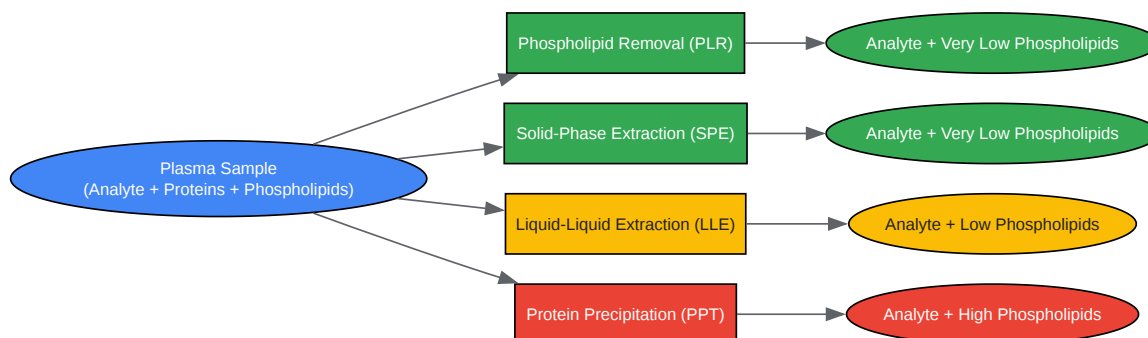 Phospholipid Removal (PLR)
Analyte + Very Low Phospholipids
Solid-Phase Extraction (SPE)
Analyte + Very Low Phospholipids
Plasma Sample
(Analyte + Proteins + Phospholipids)
Liquid-Liquid Extraction (LLE)
Analyte + Low Phospholipids
Protein Precipitation (PPT)
Analyte + High Phospholipids